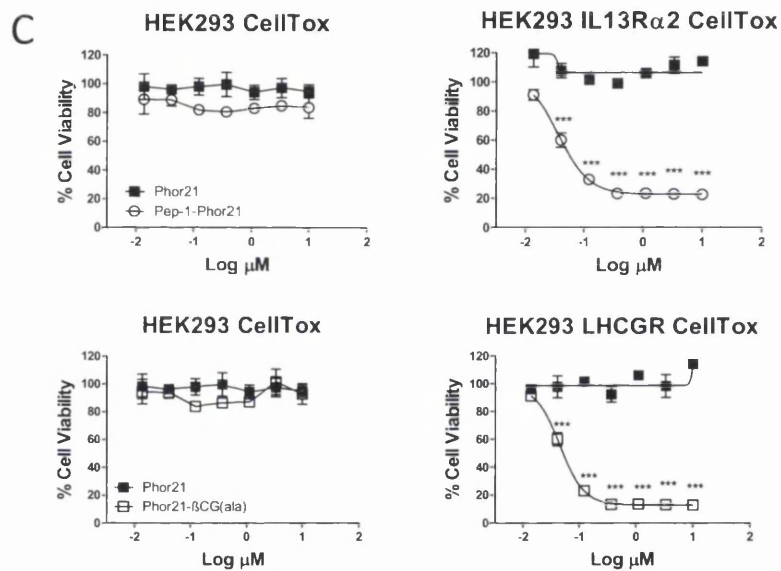 C
HEK293 CellTox
% Cell Viability
120
100
80
60
40
20
0
Phor21
Pep-1-Phor21
-2 -1 0 1 2
Log µM
HEK293 IL13Rα2 CellTox
% Cell Viability
120
100
80
60
40
20
0
***
***
*** *** *** ***
-2 -1 0 1 2
Log µM
HEK293 CellTox
% Cell Viability
120
100
80
60
40
20
0
Phor21
Phor21-ßCG(ala)
-2 -1 0 1 2
Log µM
HEK293 LHCGR CellTox
% Cell Viability
120
100
80
60
40
20
0
***
***
*** *** *** ***
-2 -1 0 1 2
Log µM